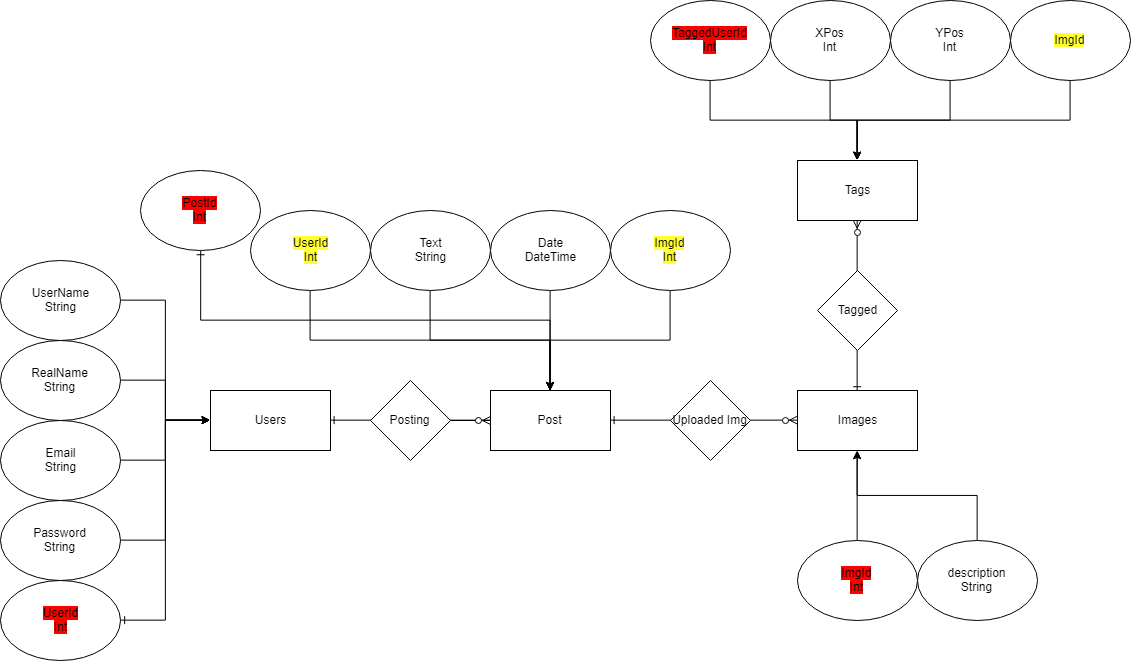 TaggedUserId
Int
XPos
Int
YPos
Int
ImgId
Tags
PostId
Int
UserId
Int
Text
String
Date
DateTime
ImgId
Int
UserName
String
RealName
String
Email
String
Password
String
UserId
Int
Tagged
Users
Posting
Post
Uploaded Img
Images
ImgId
Int
description
String